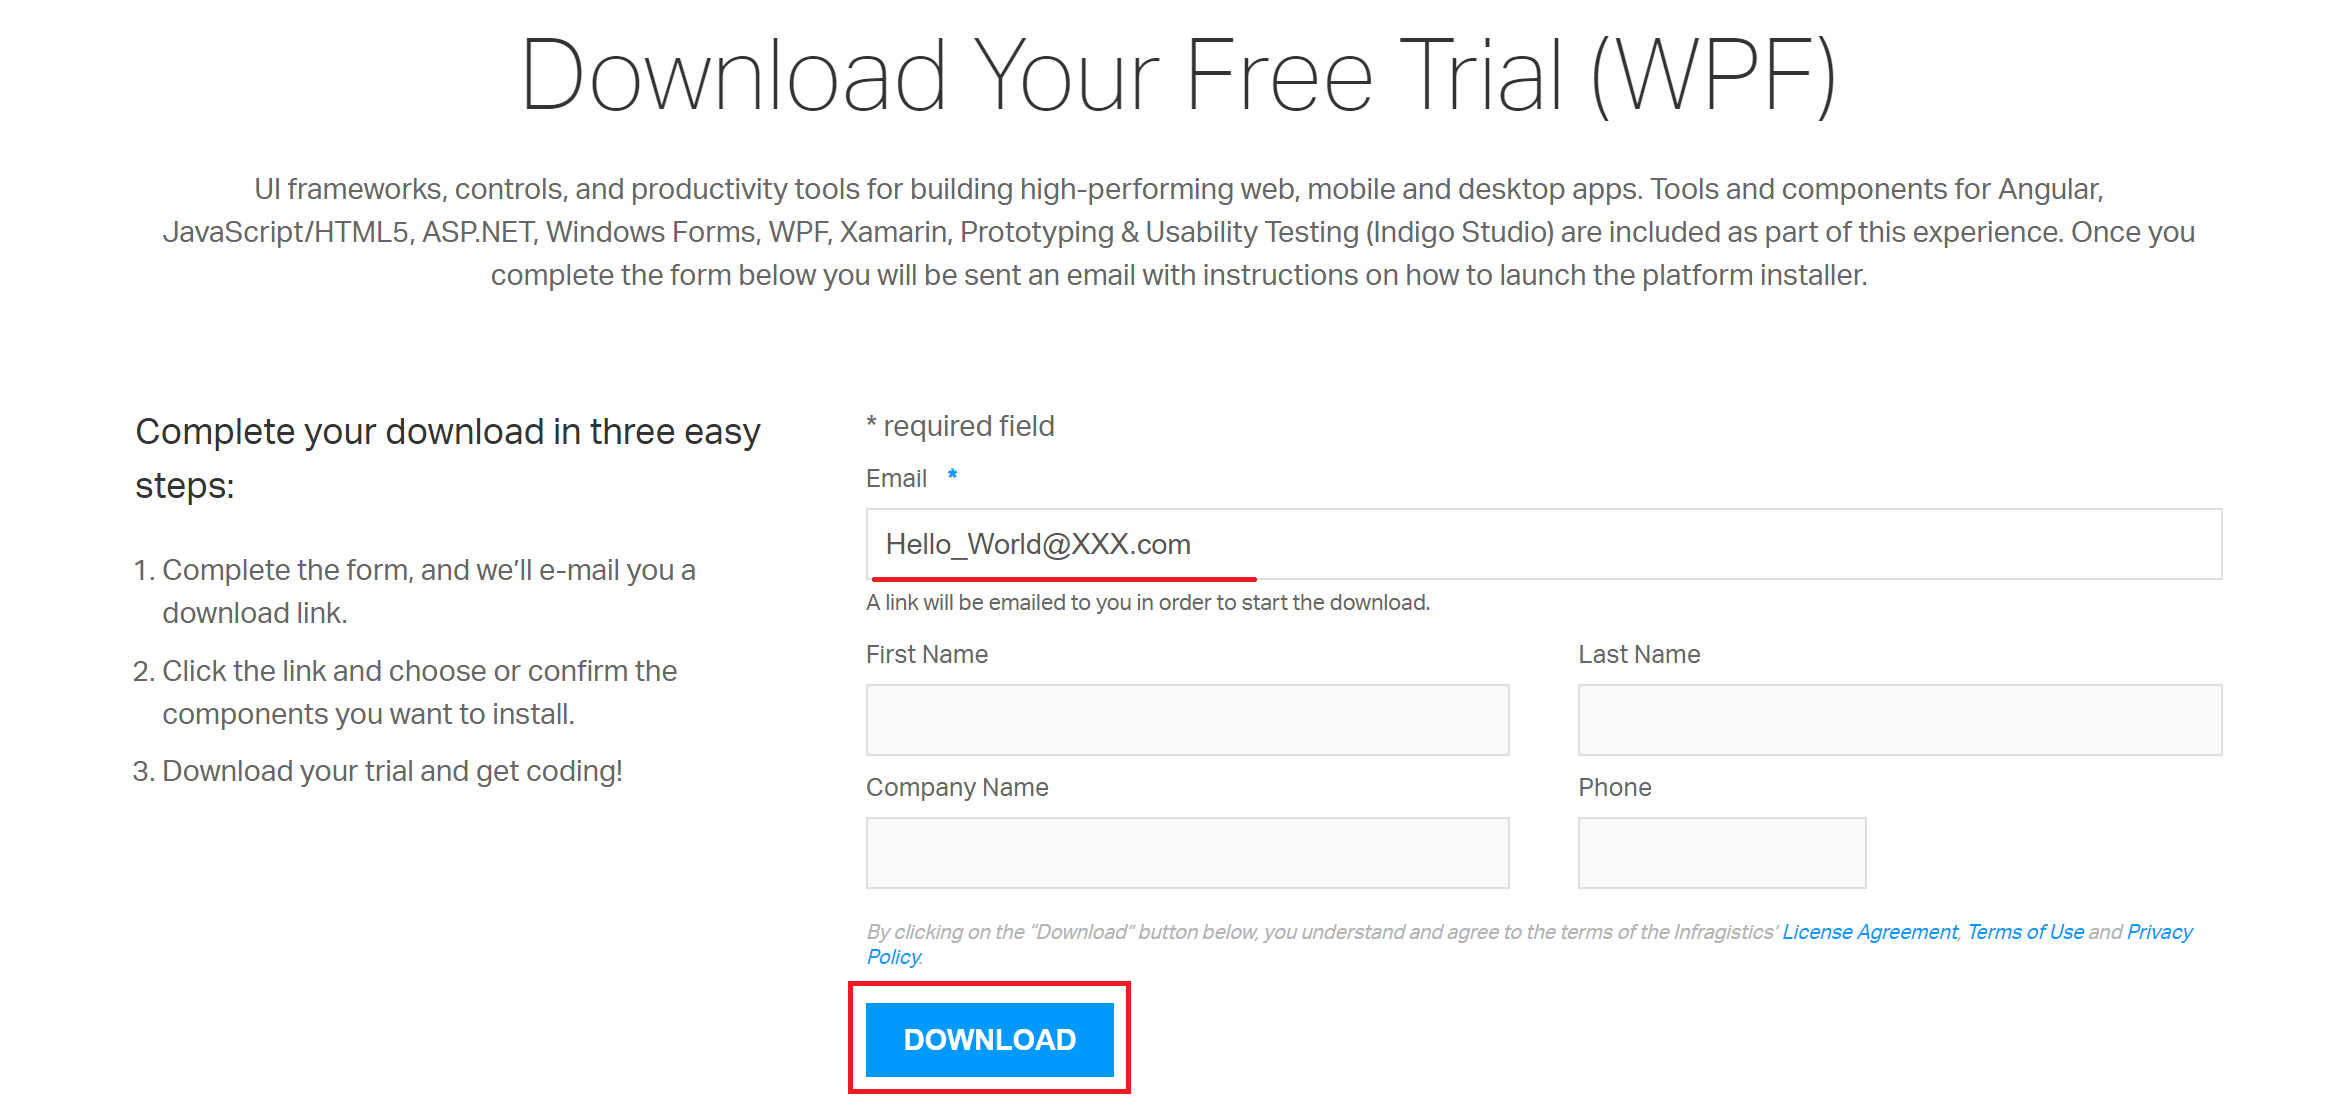 Download Your Free Trial (WPF)
UI frameworks, controls, and productivity tools for building high-performing web, mobile and desktop apps. Tools and components for Angular,
JavaScript/HTML5, ASP.NET, Windows Forms, WPF, Xamarin, Prototyping & Usability Testing (Indigo Studio) are included as part of this experience. Once you
complete the form below you will be sent an email with instructions on how to launch the platform installer.
Complete your download in three easy
steps:
1. Complete the form, and we’ll e-mail you a
download link.
2. Click the link and choose or confirm the
components you want to install.
3. Download your trial and get coding!
* required field
Email *
Hello_World@XXX.com
A link will be emailed to you in order to start the download.
First Name Last Name
Company Name Phone
By clicking on the “Download” button below, you understand and agree to the terms of the Infragistics’ License Agreement, Terms of Use and Privacy
Policy.
DOWNLOAD